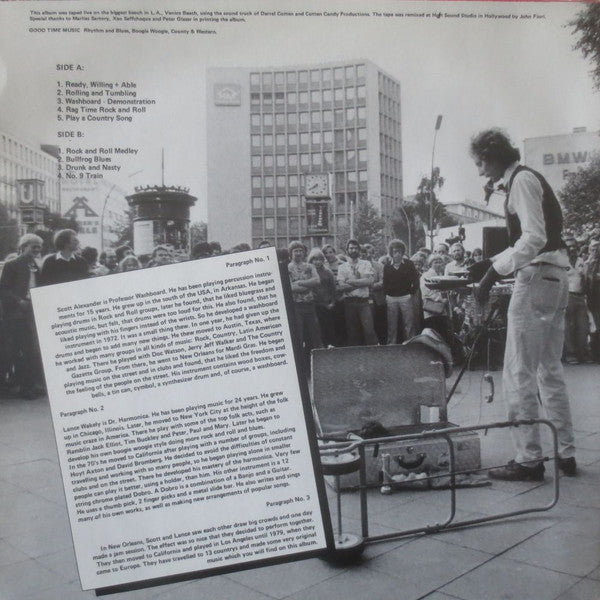 This album was taped live on the biggest beach in L.A., Venice Beach, using the sound truck of Darrel Cotton and Cotten Candy Productions. The tape was remixed at High Sound Studio in Hollywood by John Fiori.
Special thanks to Martial Sartory, Xao Seffcheque and Peter Glaser in printing the album.
GOOD TIME MUSIC Rhythm and Blues, Boogie Woogie, County & Western.
SIDE A:
1. Ready, Willing + Able
2. Rolling and Tumbling
3. Washboard - Demonstration
4. Rag Time Rock and Roll
5. Play a Country Song
SIDE B:
1. Rock and Roll Medley
2. Bullfrog Blues
3. Drunk and Nasty
4. No. 9 Train
BMW
U
Paragraph No. 1
Scott Alexander is Professor Washboard. He has been playing percussion instru-
ments for 15 years. He grew up in the south of the USA, in Arkansas. He began
playing drums in Rock and Roll group, later he found, that he liked bluegrass and
acoustic music, but felt, that drums were too loud for this. He also found, that he
liked playing with his fingers instead of the sticks. So he developed a washboard
instrument in 1972. It was a small thing then. In one year, he had given up the
drums and began to add many new things. He then moved to Austin, Texas, where
he worked with many groups in all kinds of music: Rock, Country, Latin American
and Jazz. There he played with Doc Watson, Jerry Jeff Walker and The Country
Gazette Group. From there, he went to New Orleans for Mardi Gras. He began
playing music on the street and in clubs and found, that he liked the freedom and
the feeling of the people on the street. His instrument contains wood boxes, cow-
bells, a tin can, cymbal, a synthesizer drum and, of course, a washboard.
Paragraph No. 2
Lance Wakely is Dr. Harmonica. He has been playing music for 24 years. He grew
up in Chicago, Illinois. Later, he moved to New York City at the height of the folk
music craze in America. There he play with some of the top folk acts, such as
Ramblin Jack Elliot, Tim Buckley and Peter, Paul and Mary. Later he began to
develop his own boogie woogie style doing more rock and roll and blues.
In the 70's he moved to California after playing with a number of groups, including
Hoyt Axton and David Bromberg. He decided to avoid the difficulties of constant
travelling and working with so many people, so he began playing alone in smaller
clubs and on the street. There he developed his mastery of the harmonica. Very few
people can play it better, using a holder, than him. His other instrument is a 12
string chrome plated Dobro. A Dobro is a combination of a Banjo and a Guitar.
He uses a thumb pick, 2 finger picks and a metal slide bar. He also writes and sings
many of his own works, as well as making new arrangements of popular songs.
Paragraph No. 3
In New Orleans, Scott and Lance saw each other draw big crowds and one day
made a jam session. The effect was so nice that they decided to perform together.
They then moved to California and played in Los Angeles until 1979, when they
came to Europe. They have travelled to 13 countrys and made some very original
music which you will find on this album.